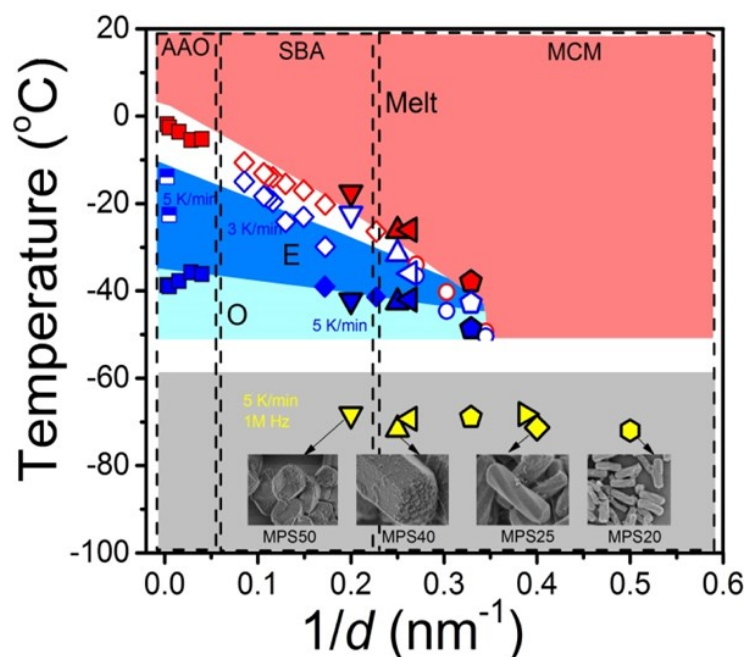 20
AAO
SBA
MCM
0
Melt
-20
5 K/min
3 K/min
E
-40
O
5 K/min
-60
5 K/min
1M Hz
-80
MPS50
MPS40
MPS25
MPS20
-100
0.0
0.1
0.2
0.3
0.4
0.5
0.6
Temperature (°C)
1/d (nm⁻¹)